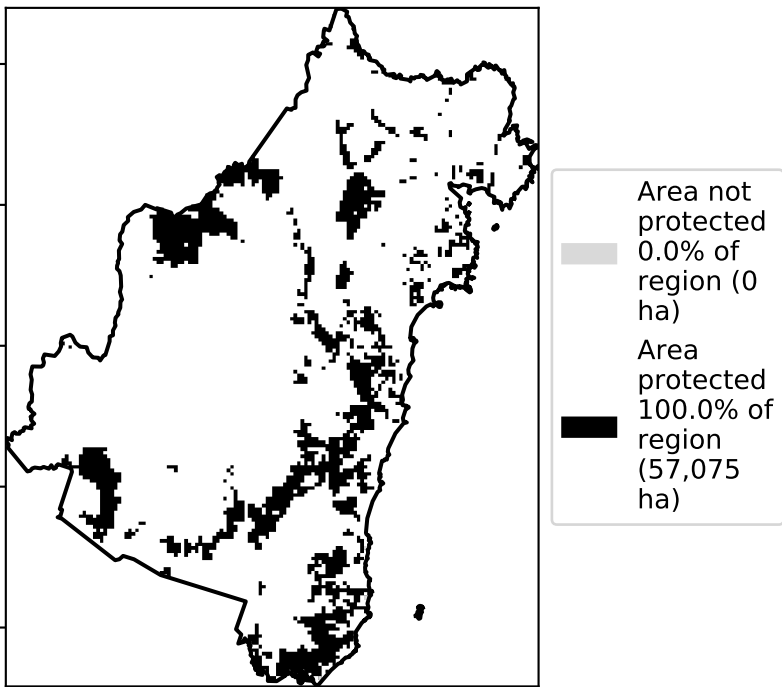 Area not
protected
0.0% of
region (0
ha)
Area
protected
100.0% of
region
(57,075
ha)